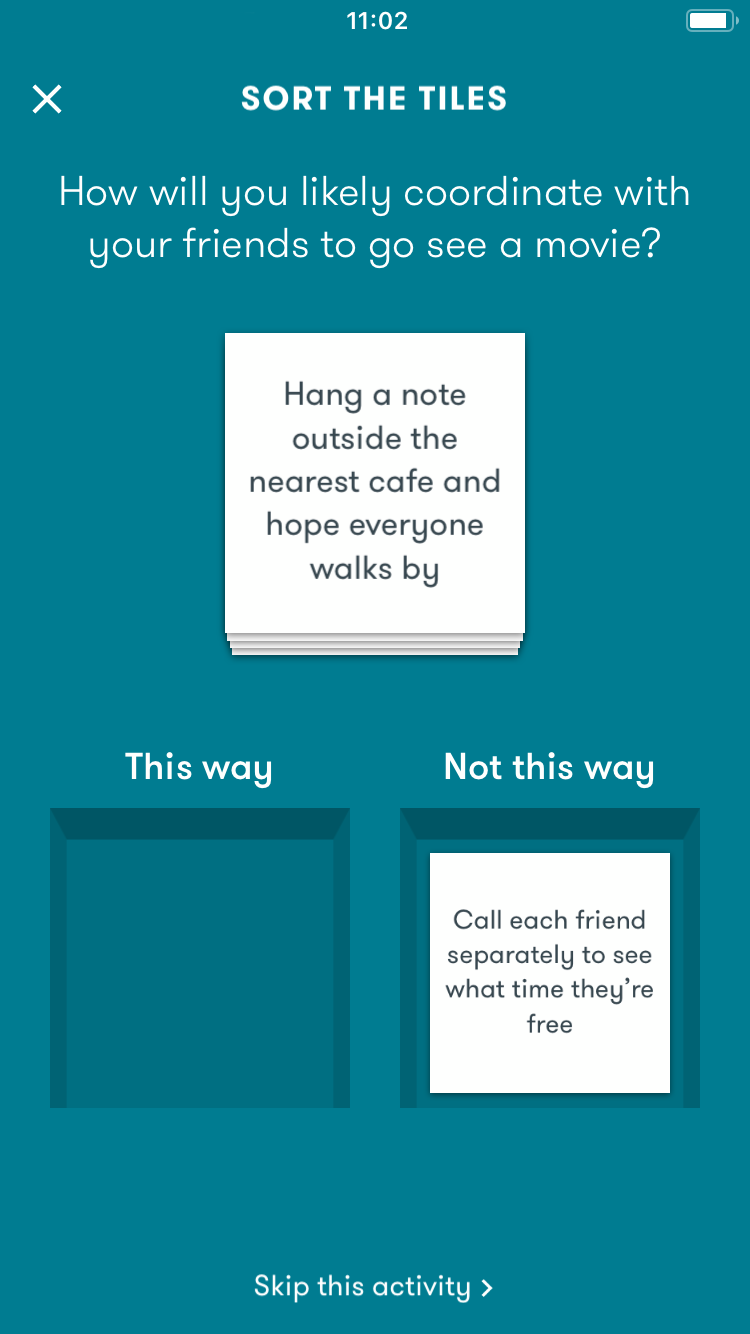 11:02
SORT THE TILES
How will you likely coordinate with
your friends to go see a movie?
Hang a note
outside the
nearest cafe and
hope everyone
walks by
This way
Not this way
Call each friend
separately to see
what time they’re
free
Skip this activity